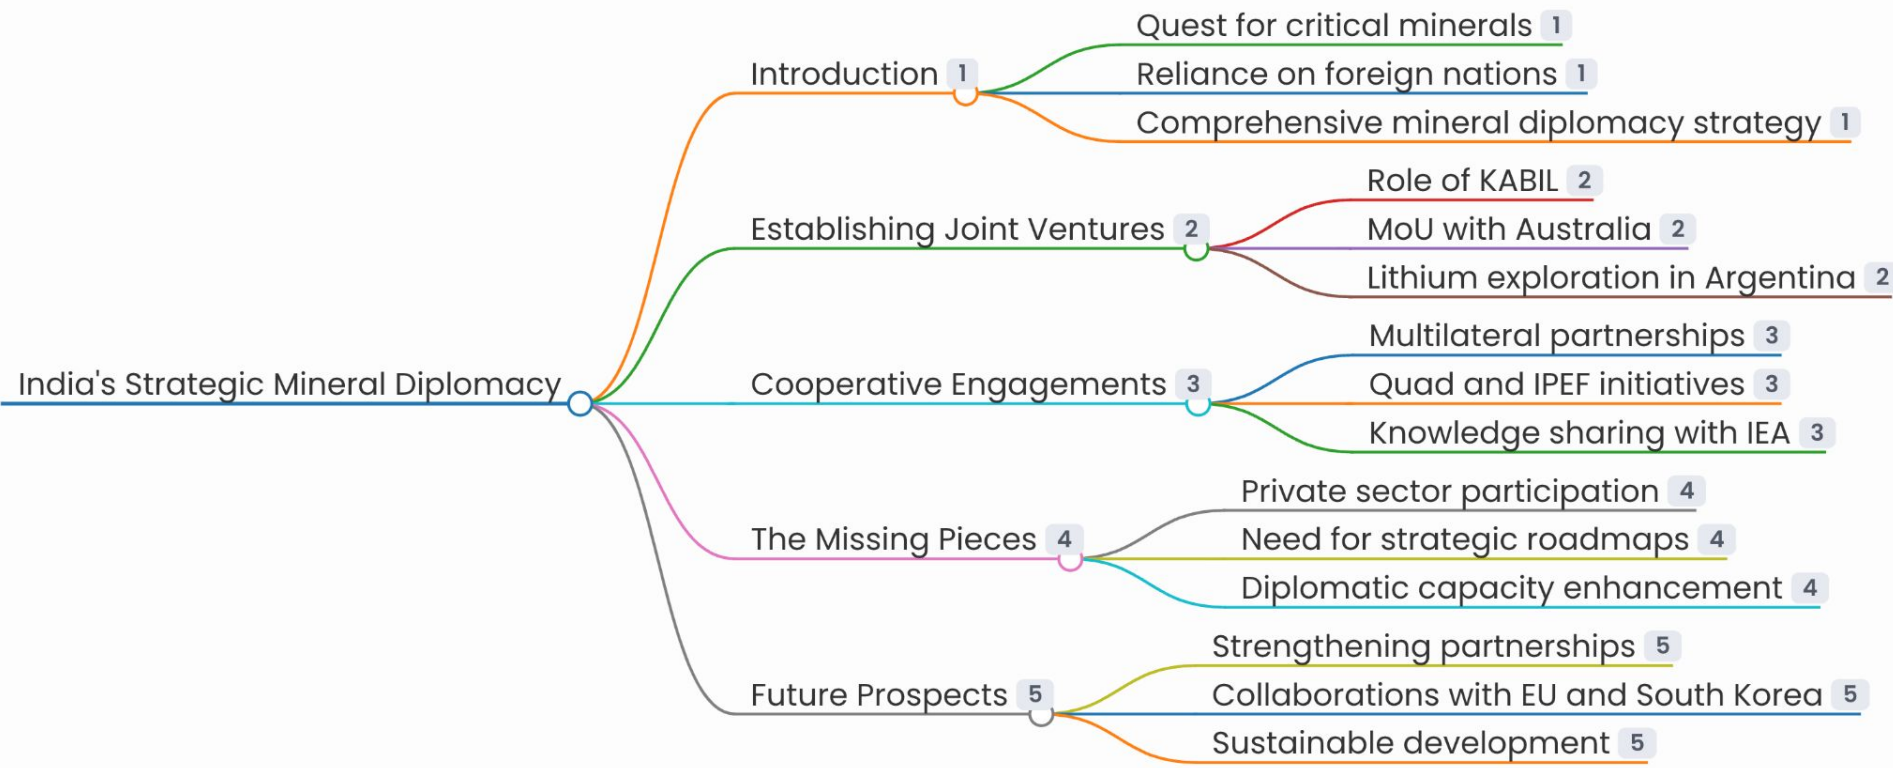 India's Strategic Mineral Diplomacy
Introduction 1
Quest for critical minerals 1
Reliance on foreign nations 1
Comprehensive mineral diplomacy strategy 1
Establishing Joint Ventures 2
Role of KABIL 2
MoU with Australia 2
Lithium exploration in Argentina 2
Cooperative Engagements 3
Multilateral partnerships 3
Quad and IPEF initiatives 3
Knowledge sharing with IEA 3
The Missing Pieces 4
Private sector participation 4
Need for strategic roadmaps 4
Diplomatic capacity enhancement 4
Future Prospects 5
Strengthening partnerships 5
Collaborations with EU and South Korea 5
Sustainable development 5